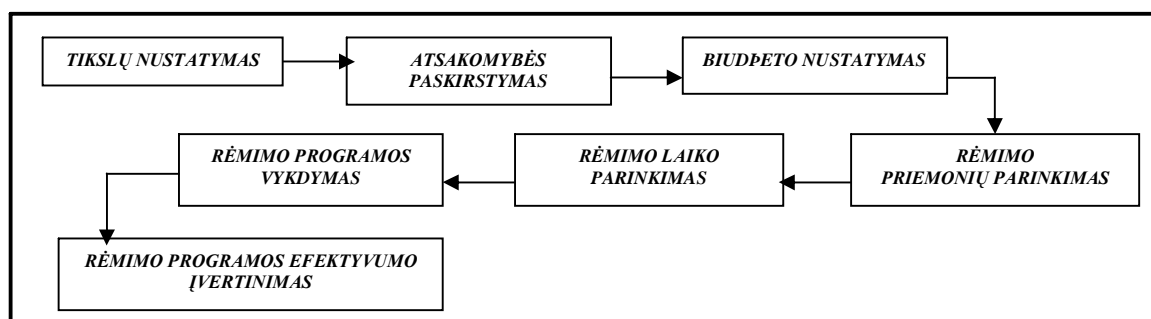 TIKSLŲ NUSTATYMAS
ATSAKOMYBĖS
PASKIRSTYMAS
BIUDÞETO NUSTATYMAS
RĖMIMO
PRIEMONIŲ PARINKIMAS
RĖMIMO LAIKO
PARINKIMAS
RĖMIMO PROGRAMOS
VYKDYMAS
RĖMIMO PROGRAMOS EFEKTYVUMO
ĮVERTINIMAS